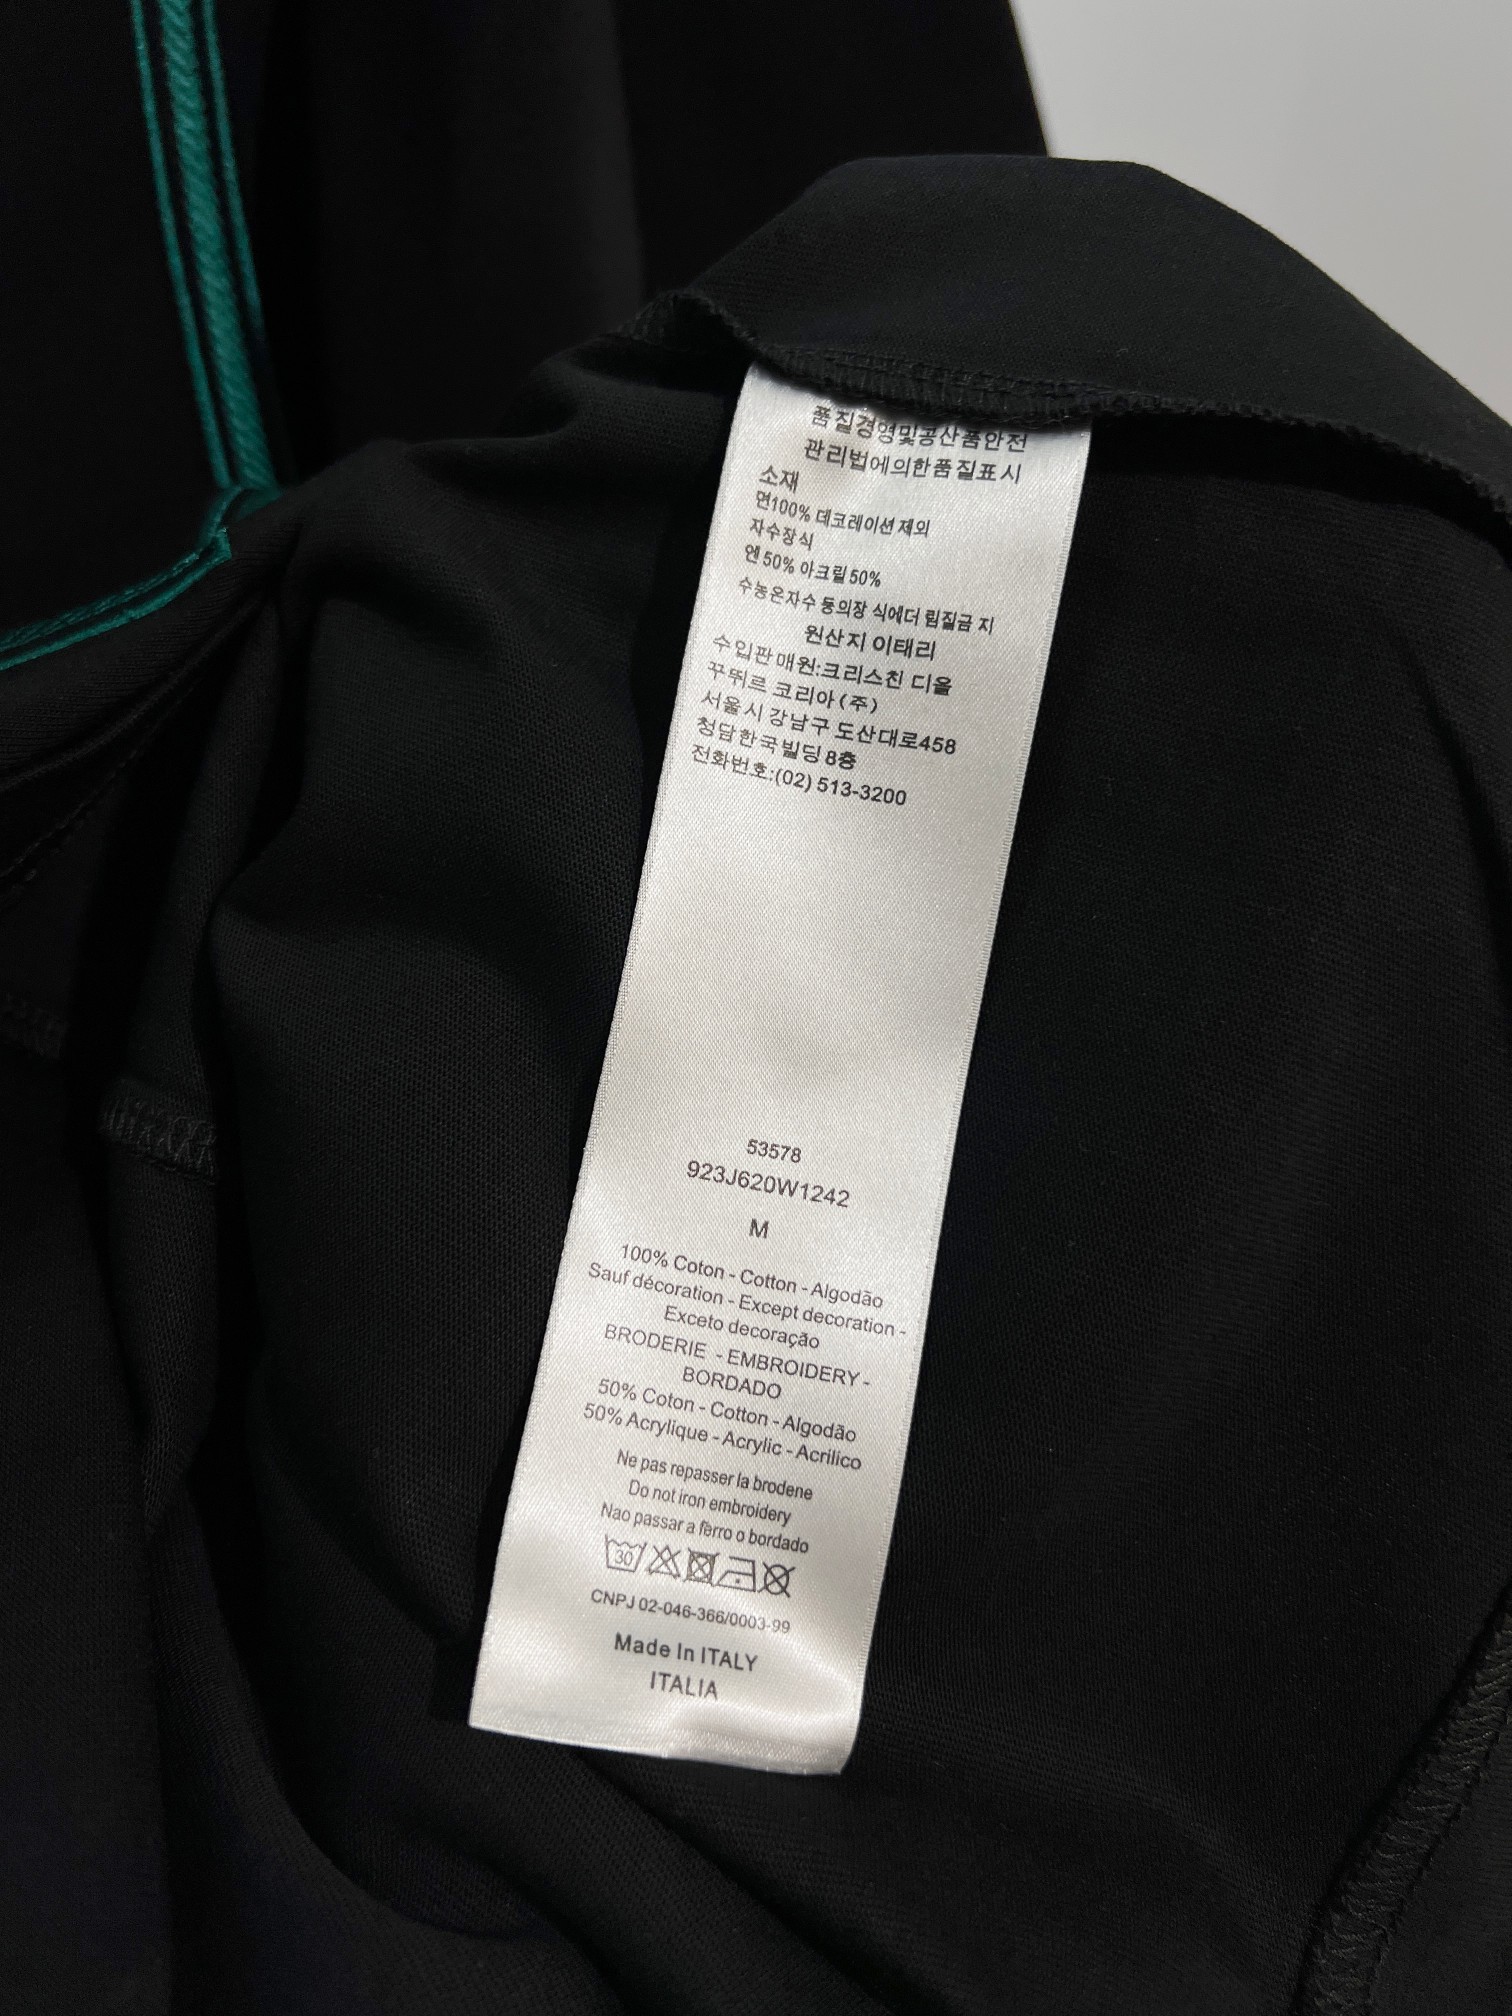 품질경영및공산품안전
관리법에의한품질표시
소재
면100% 데코레이션제외
자수장식
엔 50% 아크릴50%
수농온자수 등의장 식에더 림질금 지
원산지 이태리
수입판매원:크리스친 디올
꾸뛰르 코리아 (주)
서울시 강남구 도산대로458
청담한국빌딩 8층
전화번호:(02) 513-3200
53578
923J620W1242
M
100% Coton - Cotton - Algodão
Sauf décoration - Except decoration -
Exceto decoração
BRODERIE - EMBROIDERY -
BORDADO
50% Coton - Cotton - Algodão
50% Acrylique - Acrylic - Acrilico
Ne pas repasser la brodene
Do not iron embroidery
Nao passar a fèrro o bordado
30
CNPJ 02-046-366/0003-99
Made In ITALY
ITALIA